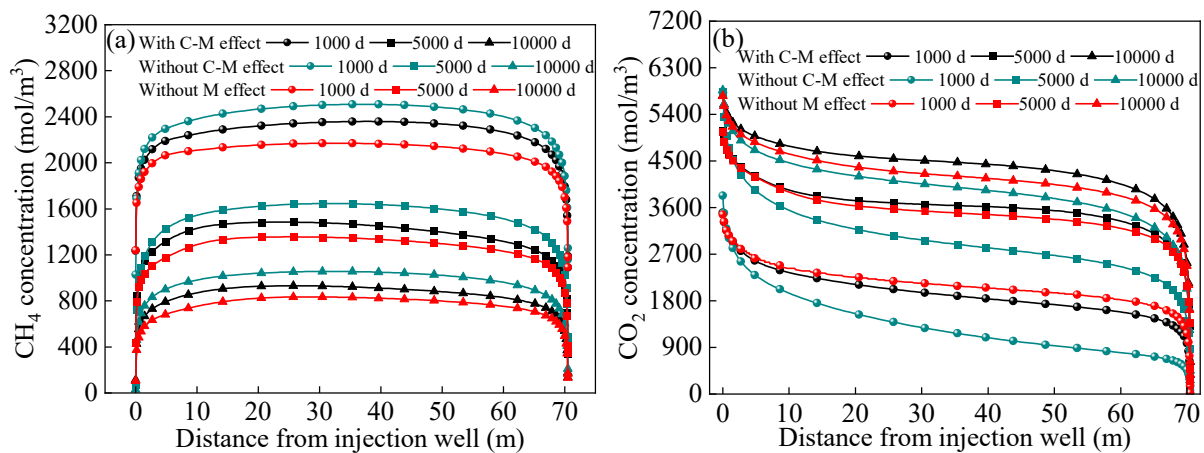 (a)
With C-M effect 1000 d 5000 d 10000 d
Without C-M effect 1000 d 5000 d 10000 d
Without M effect 1000 d 5000 d 10000 d
3200
2800
2400
2000
1600
1200
800
400
0
CH4 concentration (mol/m³)
0 10 20 30 40 50 60 70
Distance from injection well (m)
(b)
With C-M effect 1000 d 5000 d 10000 d
Without C-M effect 1000 d 5000 d 10000 d
Without M effect 1000 d 5000 d 10000 d
7200
6300
5400
4500
3600
2700
1800
900
0
CO2 concentration (mol/m³)
0 10 20 30 40 50 60 70
Distance from injection well (m)